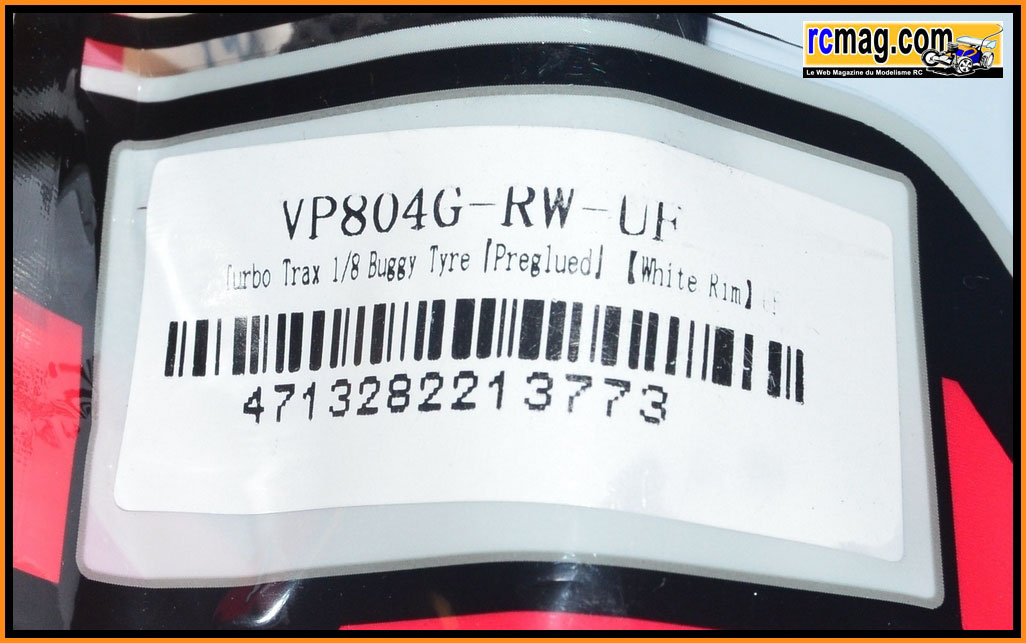 rcmag.com
Le Web Magazine du Modelisme RC
VP804G-RW-UF
Turbo Trax 1/8 Buggy Tyre [Preglued] 【White Rim】
4713282213773